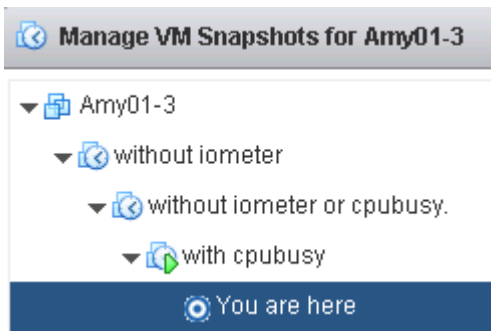 Manage VM Snapshots for Amy01-3
Amy01-3
without iometer
without iometer or cpubusy.
with cpubusy
You are here